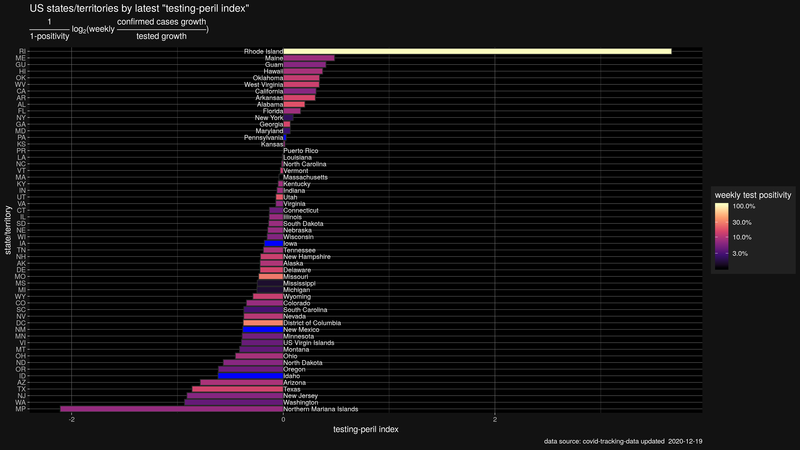 US states/territories by latest "testing-peril index"
1
1-positivity
log2(weekly
confirmed cases growth
tested growth
)
RI Rhode Island
ME Maine
GU Guam
HI Hawaii
OK Oklahoma
WV West Virginia
CA California
AR Arkansas
AL Alabama
FL Florida
NY New York
GA Georgia
MD Maryland
PA Pennsylvania
KS Kansas
PR Puerto Rico
LA Louisiana
NC North Carolina
VT Vermont
MA Massachusetts
KY Kentucky
IN Indiana
UT Utah
VA Virginia
CT Connecticut
IL Illinois
SD South Dakota
NE Nebraska
WI Wisconsin
IA Iowa
TN Tennessee
NH New Hampshire
AK Alaska
DE Delaware
MO Missouri
MS Mississippi
MI Michigan
WY Wyoming
CO Colorado
SC South Carolina
NV Nevada
DC District of Columbia
NM New Mexico
MN Minnesota
VI US Virgin Islands
MT Montana
OH Ohio
ND North Dakota
OR Oregon
ID Idaho
AZ Arizona
TX Texas
NJ New Jersey
WA Washington
MP Northern Mariana Islands
state/territory
-2 0 2
testing-peril index
weekly test positivity
100.0%
30.0%
10.0%
3.0%
data source: covid-tracking-data updated 2020-12-19